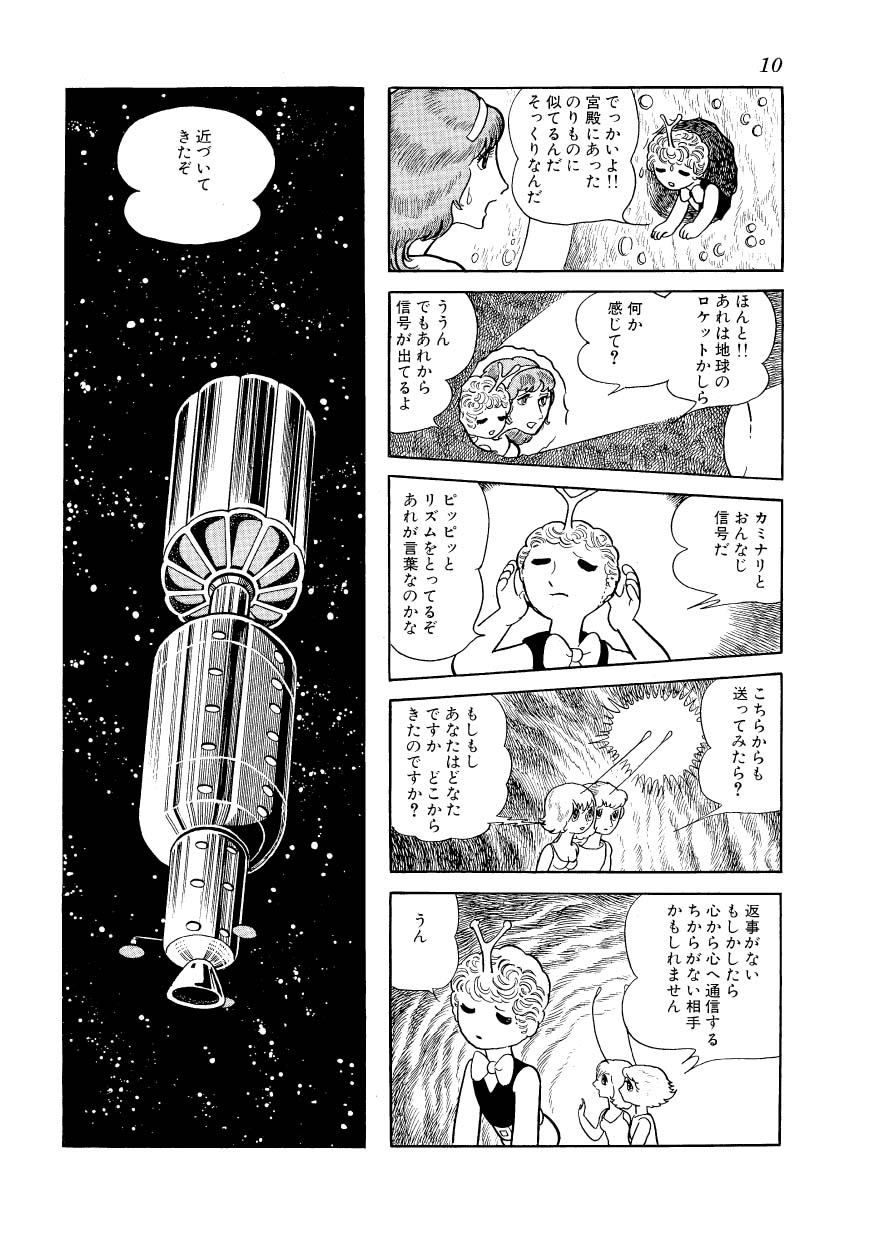 10
でっかいよ!!
宮殿にあった
のりものに
似てるんだ
そっくりなんだ
ほんと!!
あれは地球の
ロケットかしら
何か
感じて?
ううん
でもあれから
信号が出てるよ
カミナリと
おんなじ
信号だ
ピッピッと
リズムをとってるぞ
あれが言葉なのかな
こちらからも
送ってみたら?
もしもし
あなたはどなた
ですか どこから
きたのですか?
返事がない
もしかしたら
心から心へ通信する
ちからがない相手
かもしれません
うん
近づいて
きたぞ